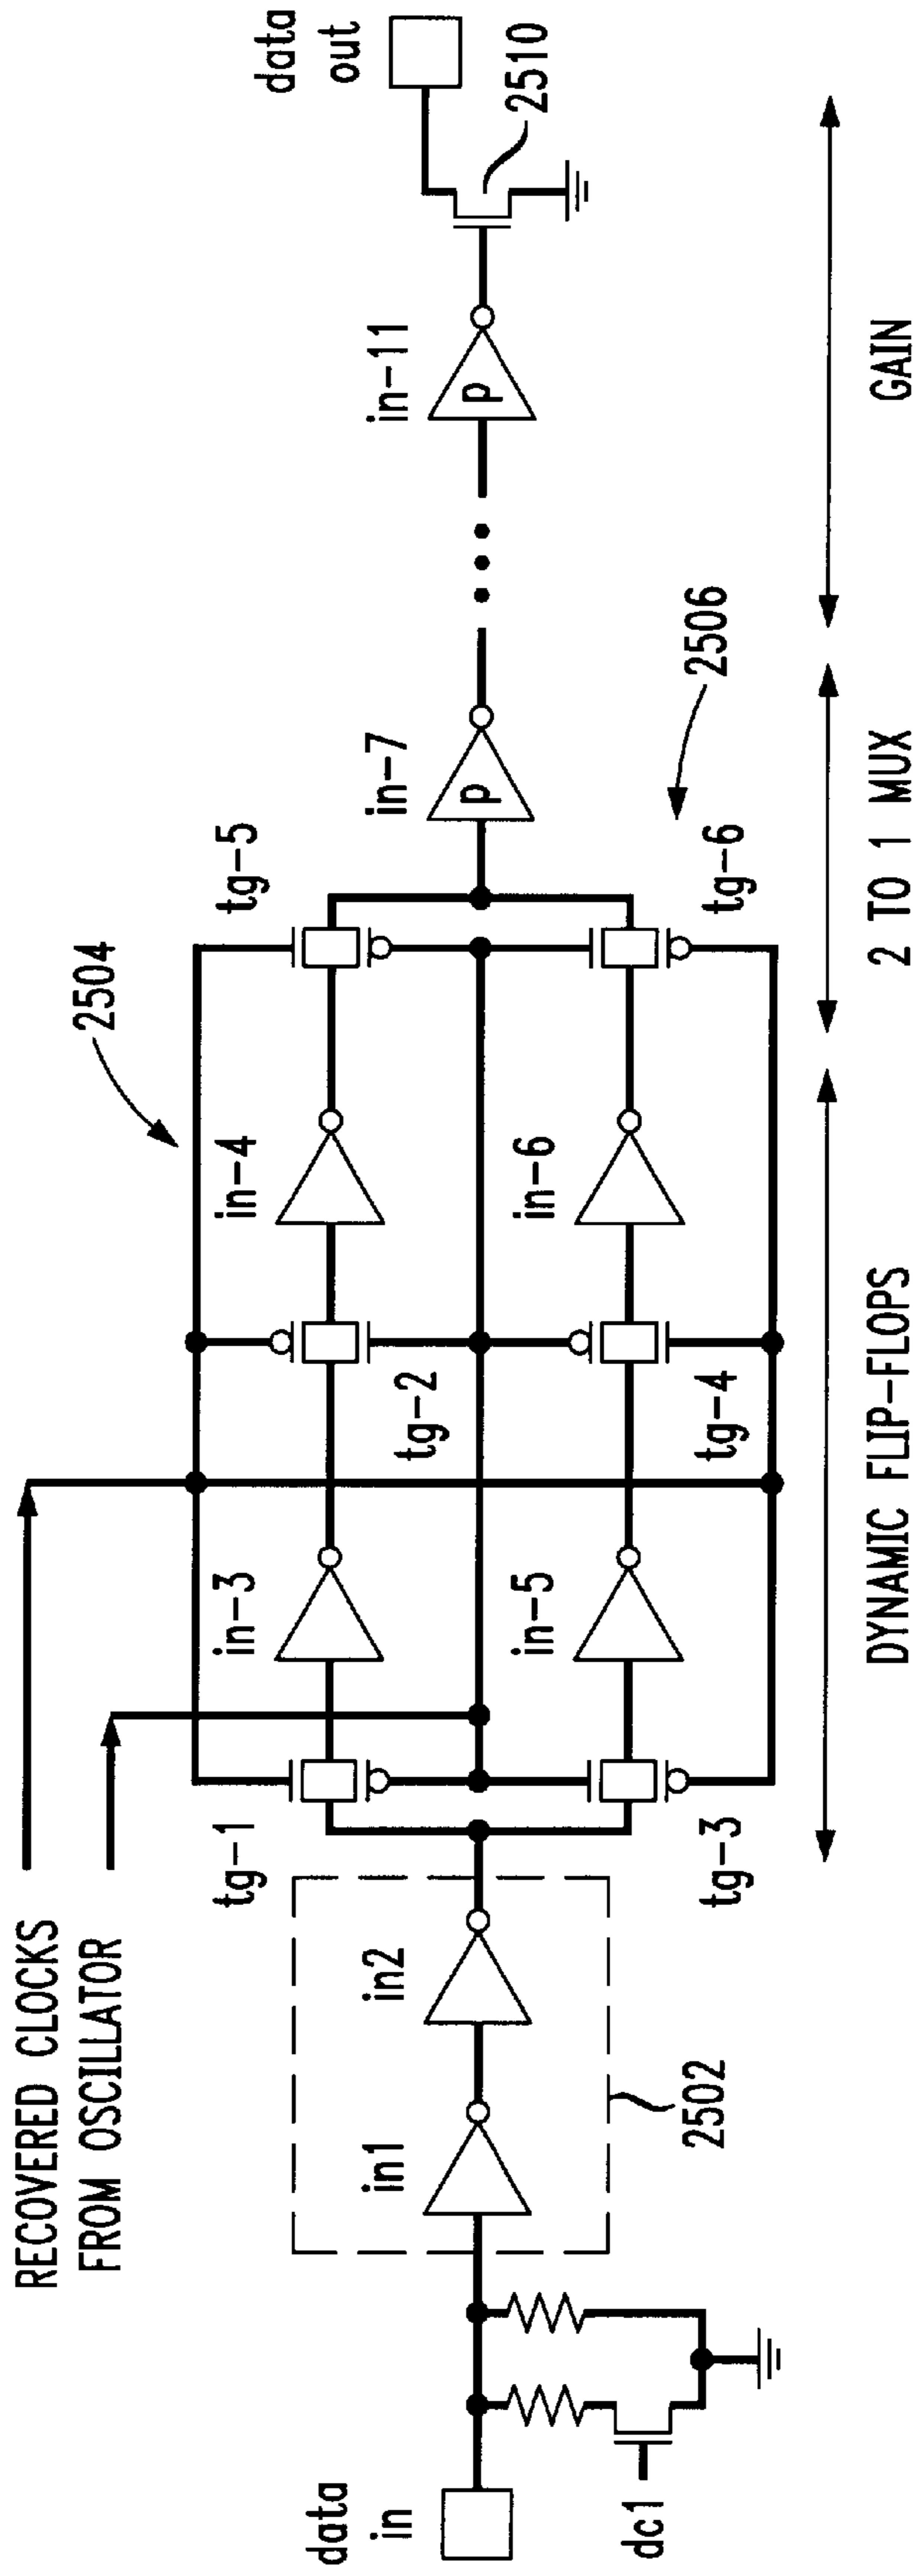 RECOVERED CLOCKS
FROM OSCILLATOR
2504
data
in
dc1
in1
in2
2502
tg-1
in-3
tg-2
in-4
tg-5
tg-3
in-5
tg-4
in-6
tg-6
in-7
p
2506
in-11
p
data
out
2510
DYNAMIC FLIP-FLOPS
2 TO 1 MUX
GAIN